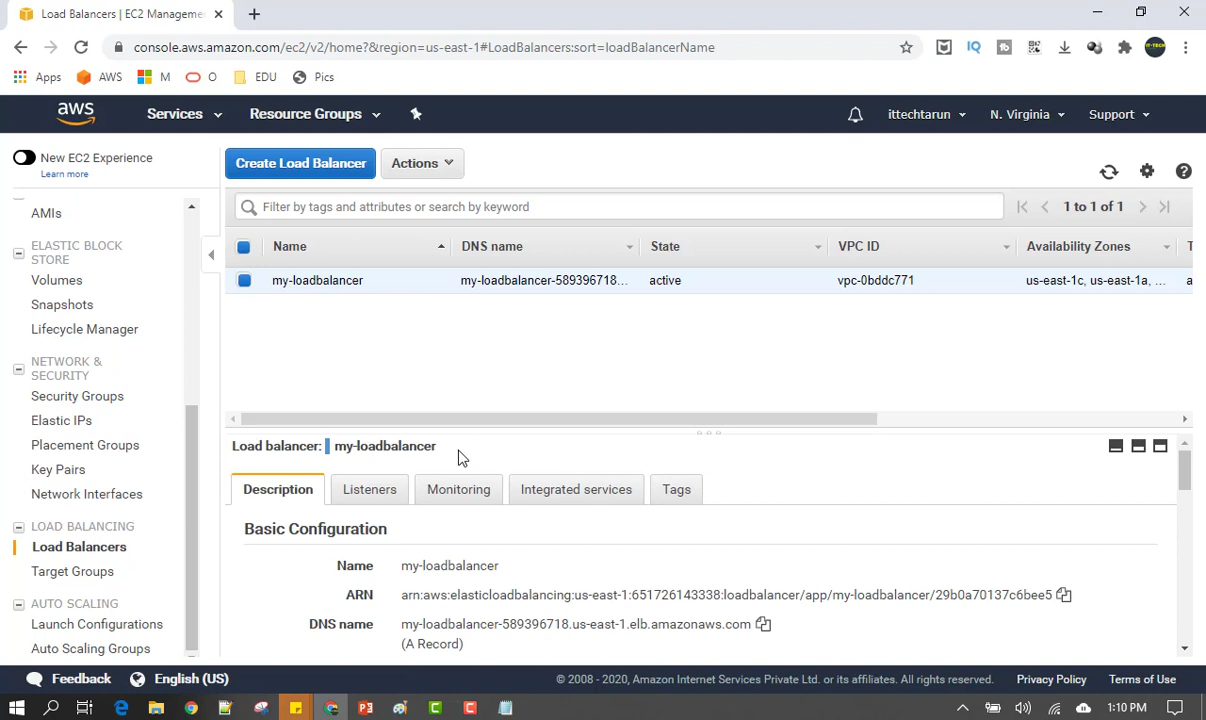 Load Balancers | EC2 Manageme
console.aws.amazon.com/ec2/v2/home?&region=us-east-1#LoadBalancers:sort=loadBalancerName
Apps AWS M O EDU Pics
aws Services Resource Groups ittechtarun N. Virginia Support
New EC2 Experience
Learn more
Create Load Balancer Actions
Filter by tags and attributes or search by keyword
1 to 1 of 1
Name DNS name State VPC ID Availability Zones T
my-loadbalancer my-loadbalancer-589396718... active vpc-0bddc771 us-east-1c, us-east-1a, ... a
AMIs
ELASTIC BLOCK
STORE
Volumes
Snapshots
Lifecycle Manager
NETWORK &
SECURITY
Security Groups
Elastic IPs
Placement Groups
Key Pairs
Network Interfaces
LOAD BALANCING
Load Balancers
Target Groups
AUTO SCALING
Launch Configurations
Auto Scaling Groups
Load balancer: my-loadbalancer
Description Listeners Monitoring Integrated services Tags
Basic Configuration
Name my-loadbalancer
ARN arn:aws:elasticloadbalancing:us-east-1:651726143338:loadbalancer/app/my-loadbalancer/29b0a70137c6bee5
DNS name my-loadbalancer-589396718.us-east-1.elb.amazonaws.com
(A Record)
Feedback English (US) © 2008 - 2020, Amazon Internet Services Private Ltd. or its affiliates. All rights reserved. Privacy Policy Terms of Use
1:10 PM